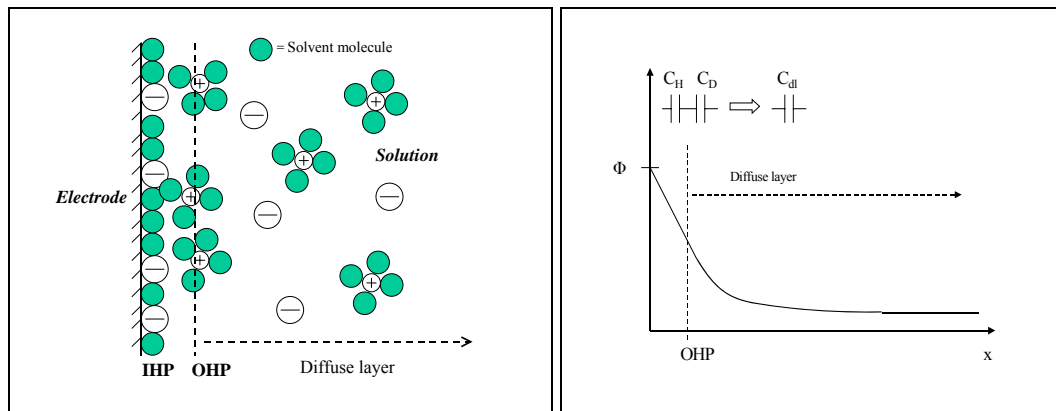 = Solvent molecule
+
+
−
−
+
Solution
−
Electrode
+
−
−
+
−
+
−
−
IHP OHP Diffuse layer
C_H C_D C_dl
Φ
Diffuse layer
OHP x